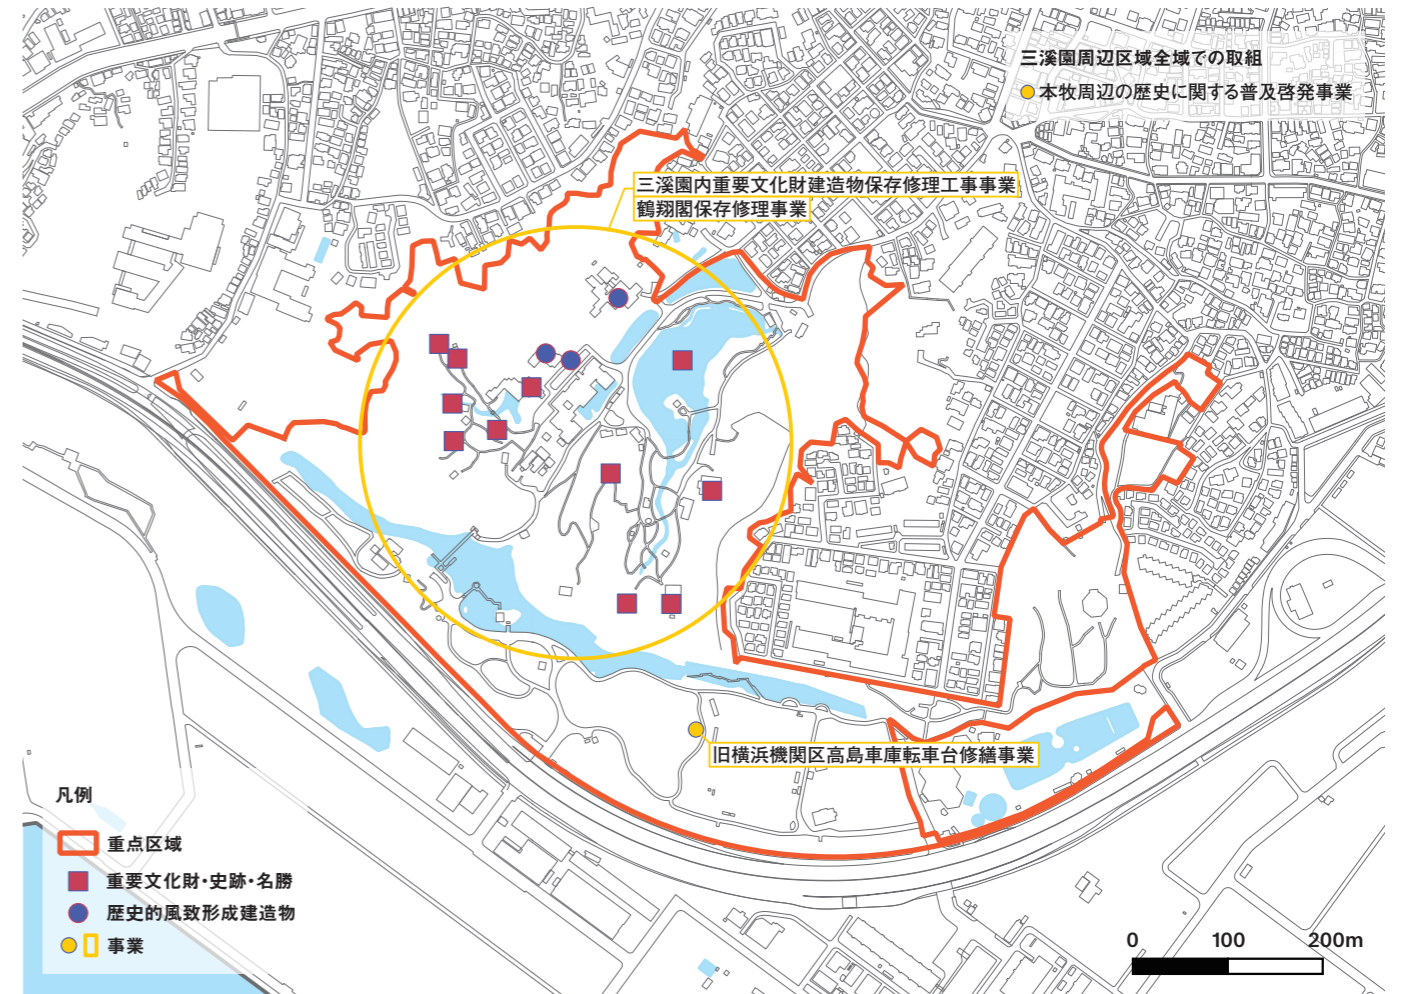 三溪園周辺区域全域での取組
本牧周辺の歴史に関する普及啓発事業
三溪園内重要文化財建造物保存修理工事事業
鶴翔閣保存修理事業
旧横浜機関区高島車庫転車台修繕事業
凡例
重点区域
重要文化財・史跡・名勝
歴史的風致形成建造物
事業
0 100 200m